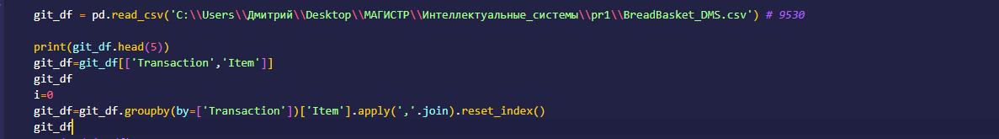 git_df = pd.read_csv('C:\\Users\\Дмитрий\\Desktop\\МАГИСТР\\Интеллектуальные_системы\\pr1\\BreadBasket_DMS.csv') # 9530
print(git_df.head(5))
git_df=git_df[['Transaction','Item']]
git_df
i=0
git_df=git_df.groupby(by=['Transaction'])['Item'].apply(','.join).reset_index()
git_df